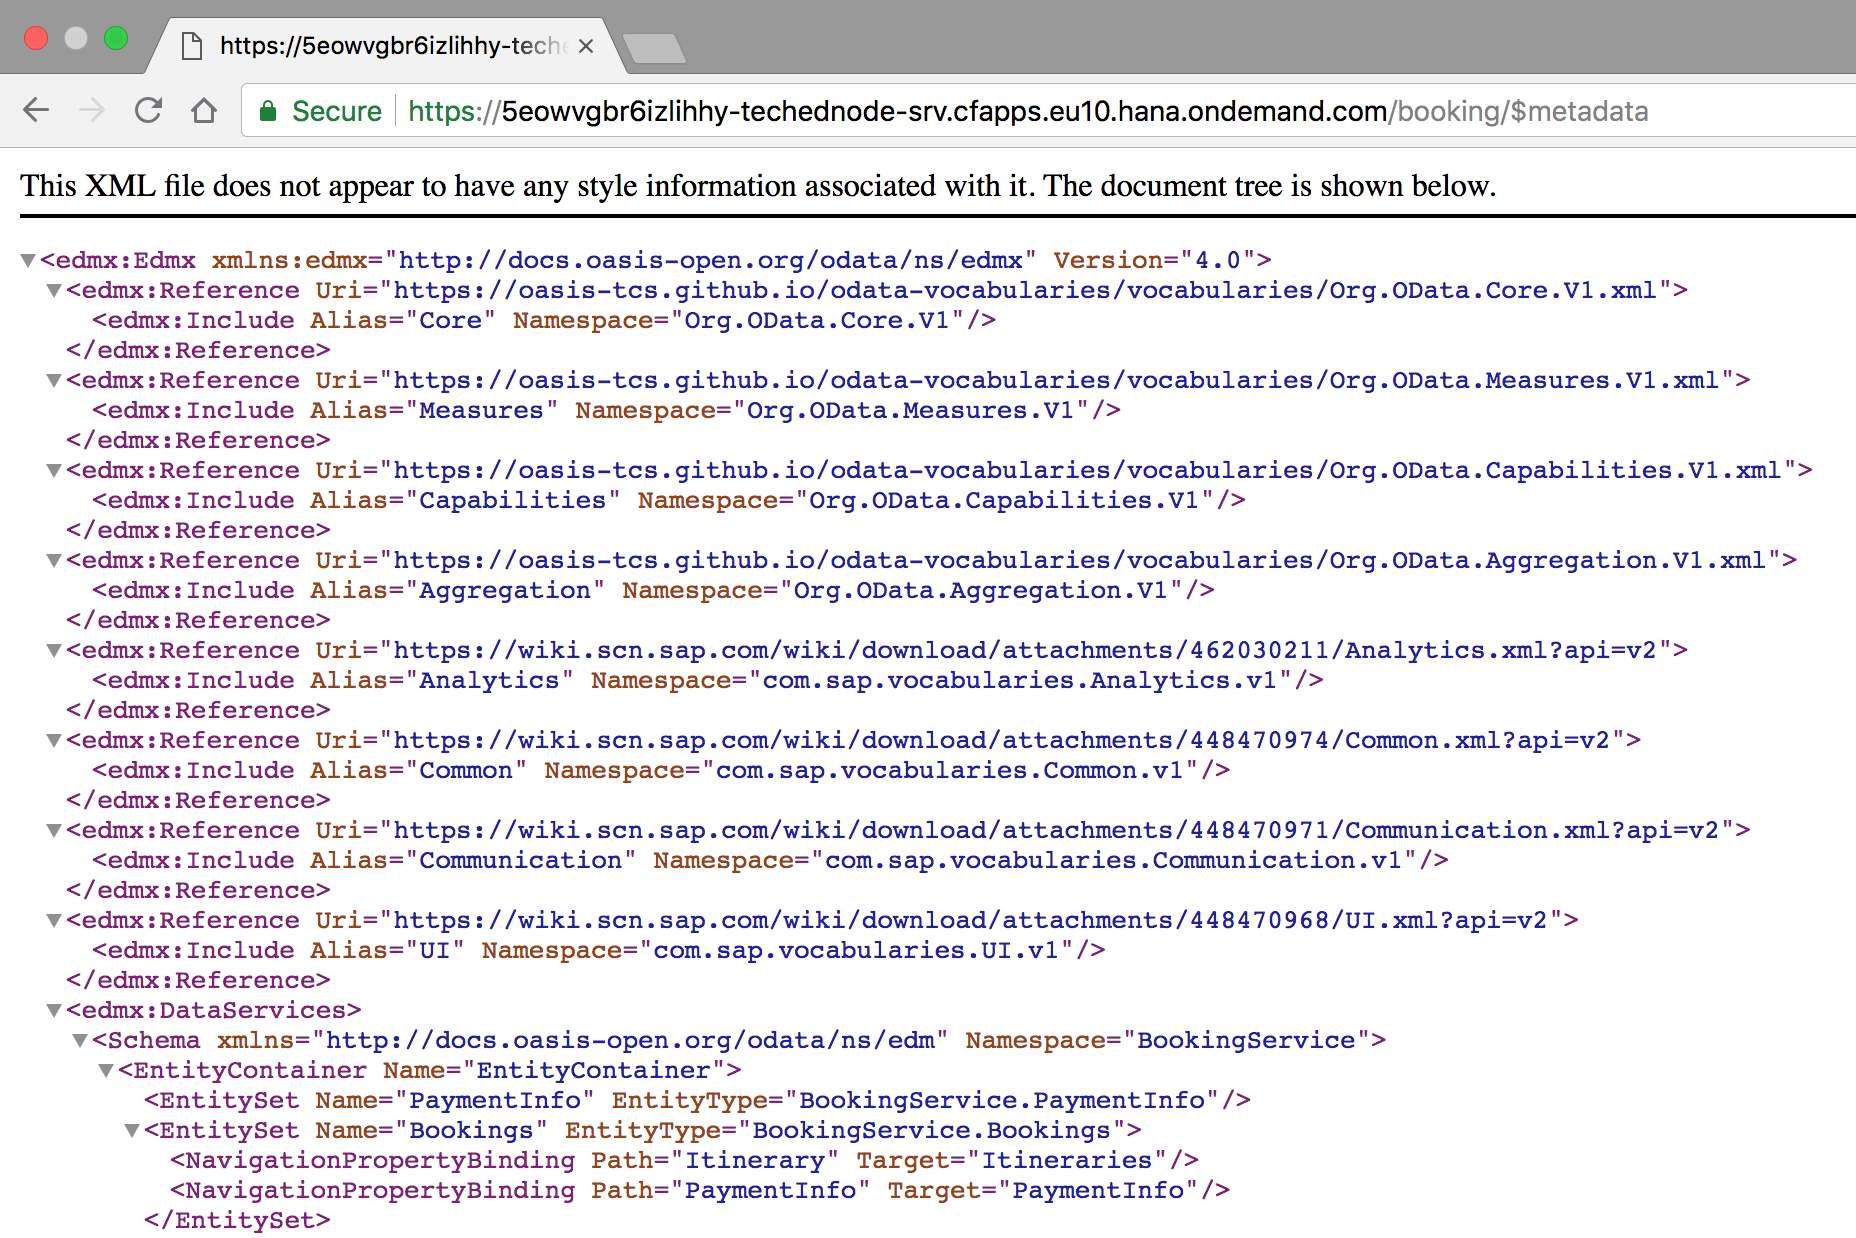 https://5eowvgbr6izlihhy-teche
Secure https://5eowvgbr6izlihhy-technednode-srv.cfapps.eu10.hana.ondemand.com/booking/$metadata
This XML file does not appear to have any style information associated with it. The document tree is shown below.
<edmx:Edmx xmlns:edmx="http://docs.oasis-open.org/odata/ns/edmx" Version="4.0">
<edmx:Reference Uri="https://oasis-tcs.github.io/odata-vocabularies/vocabularies/Org.OData.Core.V1.xml">
<edmx:Include Alias="Core" Namespace="Org.OData.Core.V1"/>
</edmx:Reference>
<edmx:Reference Uri="https://oasis-tcs.github.io/odata-vocabularies/vocabularies/Org.OData.Measures.V1.xml">
<edmx:Include Alias="Measures" Namespace="Org.OData.Measures.V1"/>
</edmx:Reference>
<edmx:Reference Uri="https://oasis-tcs.github.io/odata-vocabularies/vocabularies/Org.OData.Capabilities.V1.xml">
<edmx:Include Alias="Capabilities" Namespace="Org.OData.Capabilities.V1"/>
</edmx:Reference>
<edmx:Reference Uri="https://oasis-tcs.github.io/odata-vocabularies/vocabularies/Org.OData.Aggregation.V1.xml">
<edmx:Include Alias="Aggregation" Namespace="Org.OData.Aggregation.V1"/>
</edmx:Reference>
<edmx:Reference Uri="https://wiki.scn.sap.com/wiki/download/attachments/462030211/Analytics.xml?api=v2">
<edmx:Include Alias="Analytics" Namespace="com.sap.vocabularies.Analytics.v1"/>
</edmx:Reference>
<edmx:Reference Uri="https://wiki.scn.sap.com/wiki/download/attachments/448470974/Common.xml?api=v2">
<edmx:Include Alias="Common" Namespace="com.sap.vocabularies.Common.v1"/>
</edmx:Reference>
<edmx:Reference Uri="https://wiki.scn.sap.com/wiki/download/attachments/448470971/Communication.xml?api=v2">
<edmx:Include Alias="Communication" Namespace="com.sap.vocabularies.Communication.v1"/>
</edmx:Reference>
<edmx:Reference Uri="https://wiki.scn.sap.com/wiki/download/attachments/448470968/UI.xml?api=v2">
<edmx:Include Alias="UI" Namespace="com.sap.vocabularies.UI.v1"/>
</edmx:Reference>
<edmx:DataServices>
<Schema xmlns="http://docs.oasis-open.org/odata/ns/edm" Namespace="BookingService">
<EntityContainer Name="EntityContainer">
<EntitySet Name="PaymentInfo" EntityType="BookingService.PaymentInfo"/>
<EntitySet Name="Bookings" EntityType="BookingService.Bookings">
<NavigationPropertyBinding Path="Itinerary" Target="Itineraries"/>
<NavigationPropertyBinding Path="PaymentInfo" Target="PaymentInfo"/>
</EntitySet>